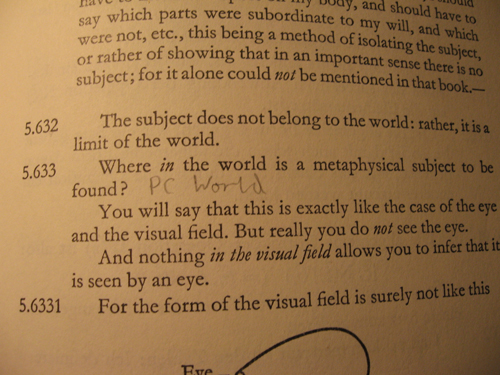 my body, and should have to
say which parts were subordinate to my will, and which
were not, etc., this being a method of isolating the subject,
or rather of showing that in an important sense there is no
subject; for it alone could not be mentioned in that book.—
5.632 The subject does not belong to the world: rather, it is a
limit of the world.
5.633 Where in the world is a metaphysical subject to be
found? PC World
You will say that this is exactly like the case of the eye
and the visual field. But really you do not see the eye.
And nothing in the visual field allows you to infer that it
is seen by an eye.
5.6331 For the form of the visual field is surely not like this
Eye